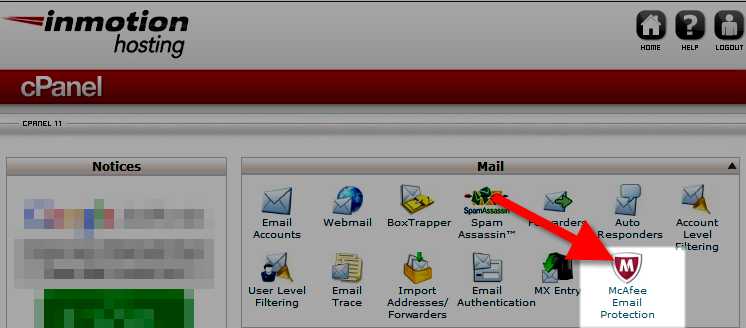 inmotion
hosting
HOME HELP LOGOUT
cPanel
CPANEL 11
Notices
Mail
Email
Accounts
Webmail
BoxTrapper
SpamAssassin
Spam
Assassin™
Forwarders
Auto
Responders
Account
Level
Filtering
User Level
Filtering
Email
Trace
Import
Addresses/
Forwarders
Email
Authentication
MX Entry
M
McAfee
Email
Protection